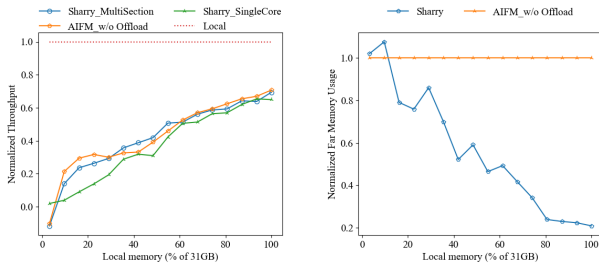 Sharry_MultiSection
Sharry_SingleCore
AIFM_w/o Offload
Local
Normalized Throughput
1.0
0.8
0.6
0.4
0.2
0.0
0
20
40
60
80
100
Local memory (% of 31GB)
Sharry
AIFM_w/o Offload
Normalized Far Memory Usage
1.0
0.8
0.6
0.4
0.2
0
20
40
60
80
100
Local memory (% of 31GB)